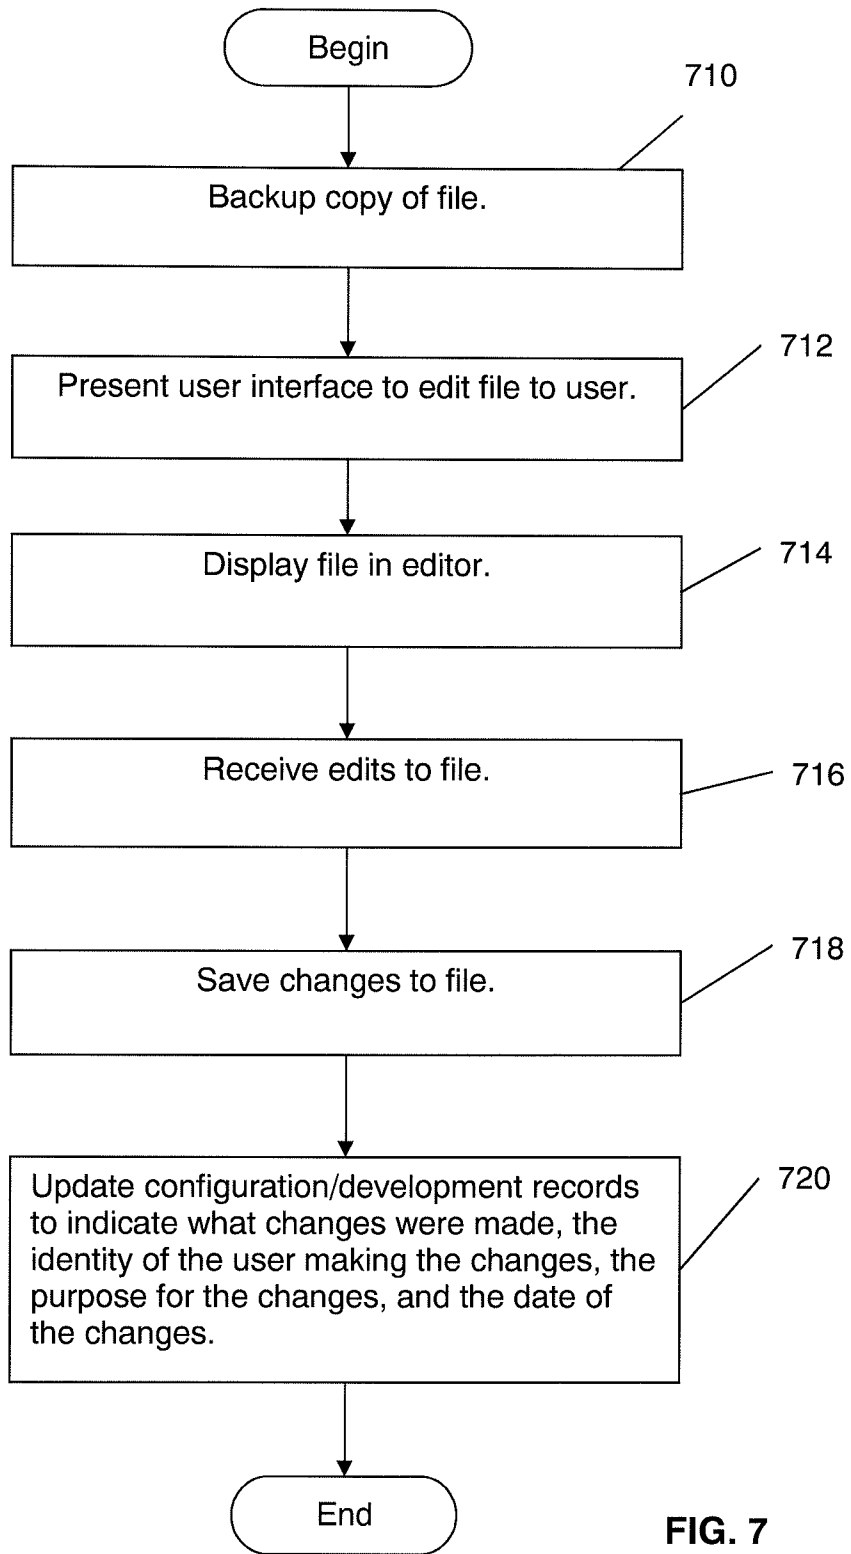 Begin
710
Backup copy of file.
712
Present user interface to edit file to user.
714
Display file in editor.
716
Receive edits to file.
718
Save changes to file.
720
Update configuration/development records
to indicate what changes were made, the
identity of the user making the changes, the
purpose for the changes, and the date of
the changes.
End
FIG. 7